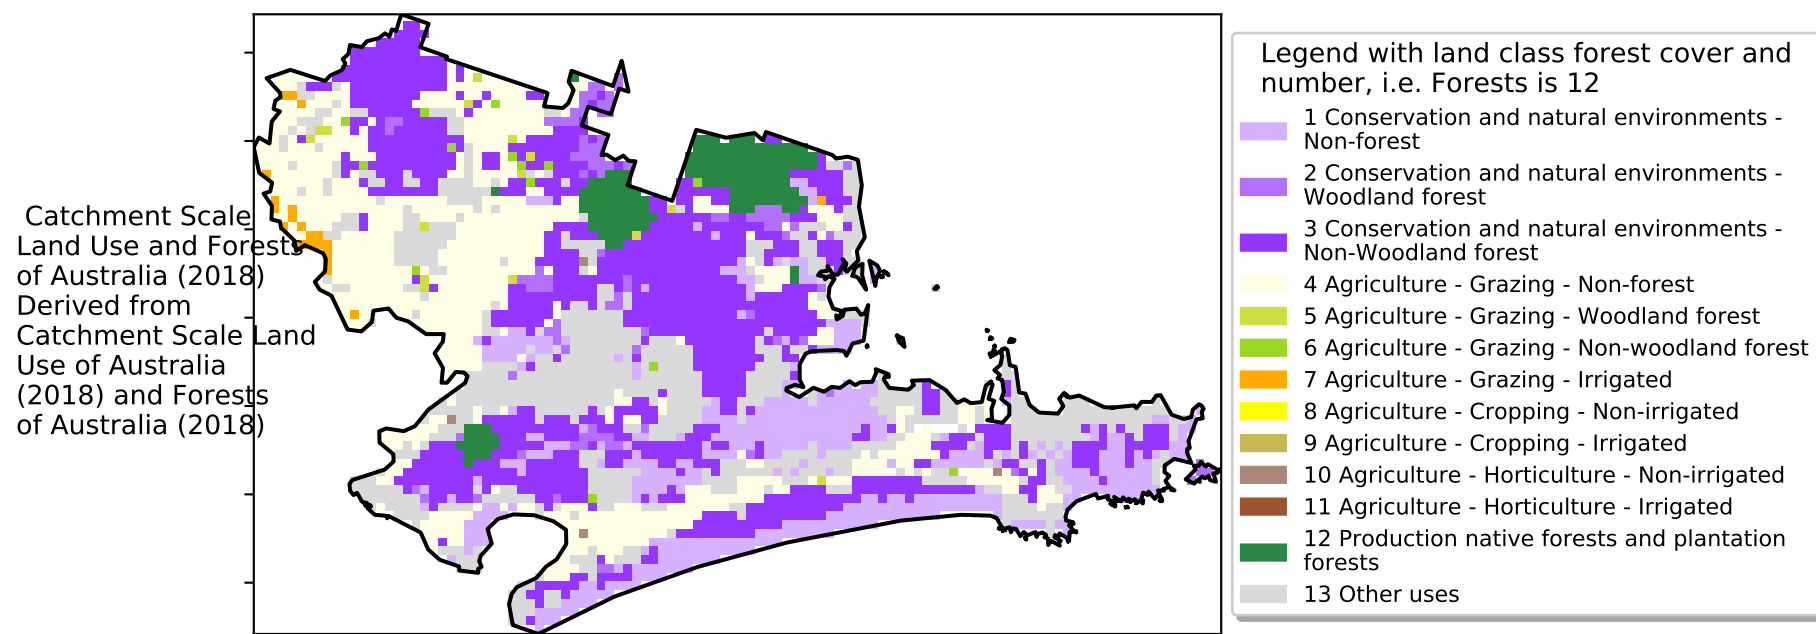 Catchment Scale
Land Use and Forests
of Australia (2018)
Derived from
Catchment Scale Land
Use of Australia
(2018) and Forests
of Australia (2018)
Legend with land class forest cover and
number, i.e. Forests is 12
1 Conservation and natural environments -
Non-forest
2 Conservation and natural environments -
Woodland forest
3 Conservation and natural environments -
Non-Woodland forest
4 Agriculture - Grazing - Non-forest
5 Agriculture - Grazing - Woodland forest
6 Agriculture - Grazing - Non-woodland forest
7 Agriculture - Grazing - Irrigated
8 Agriculture - Cropping - Non-irrigated
9 Agriculture - Cropping - Irrigated
10 Agriculture - Horticulture - Non-irrigated
11 Agriculture - Horticulture - Irrigated
12 Production native forests and plantation
forests
13 Other uses